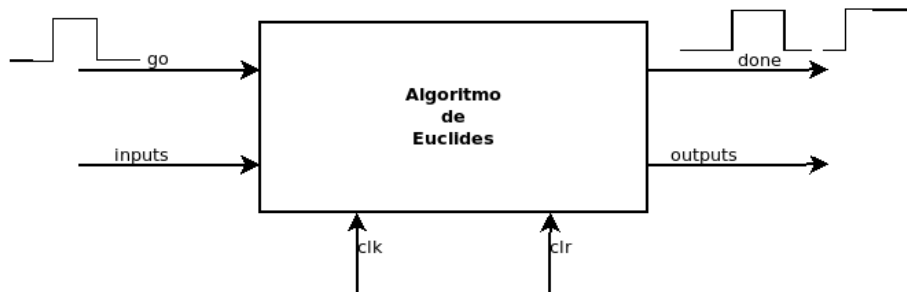 go
done
Algoritmo
de
Euclides
inputs
outputs
clk
clr